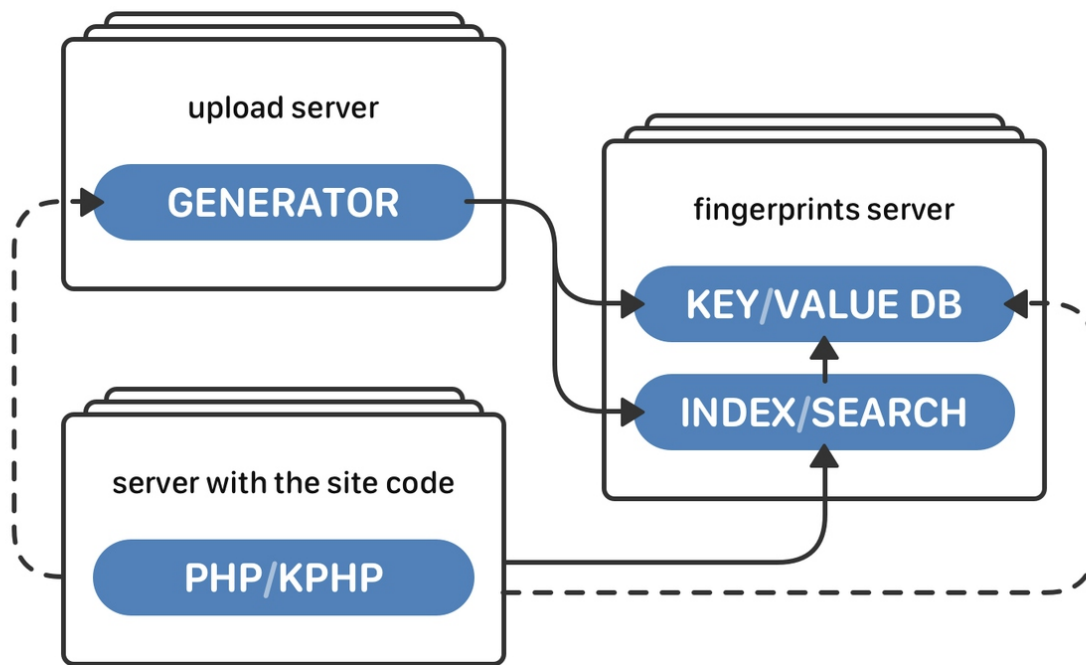 upload server
GENERATOR
fingerprints server
KEY/VALUE DB
INDEX/SEARCH
server with the site code
PHP/KPHP